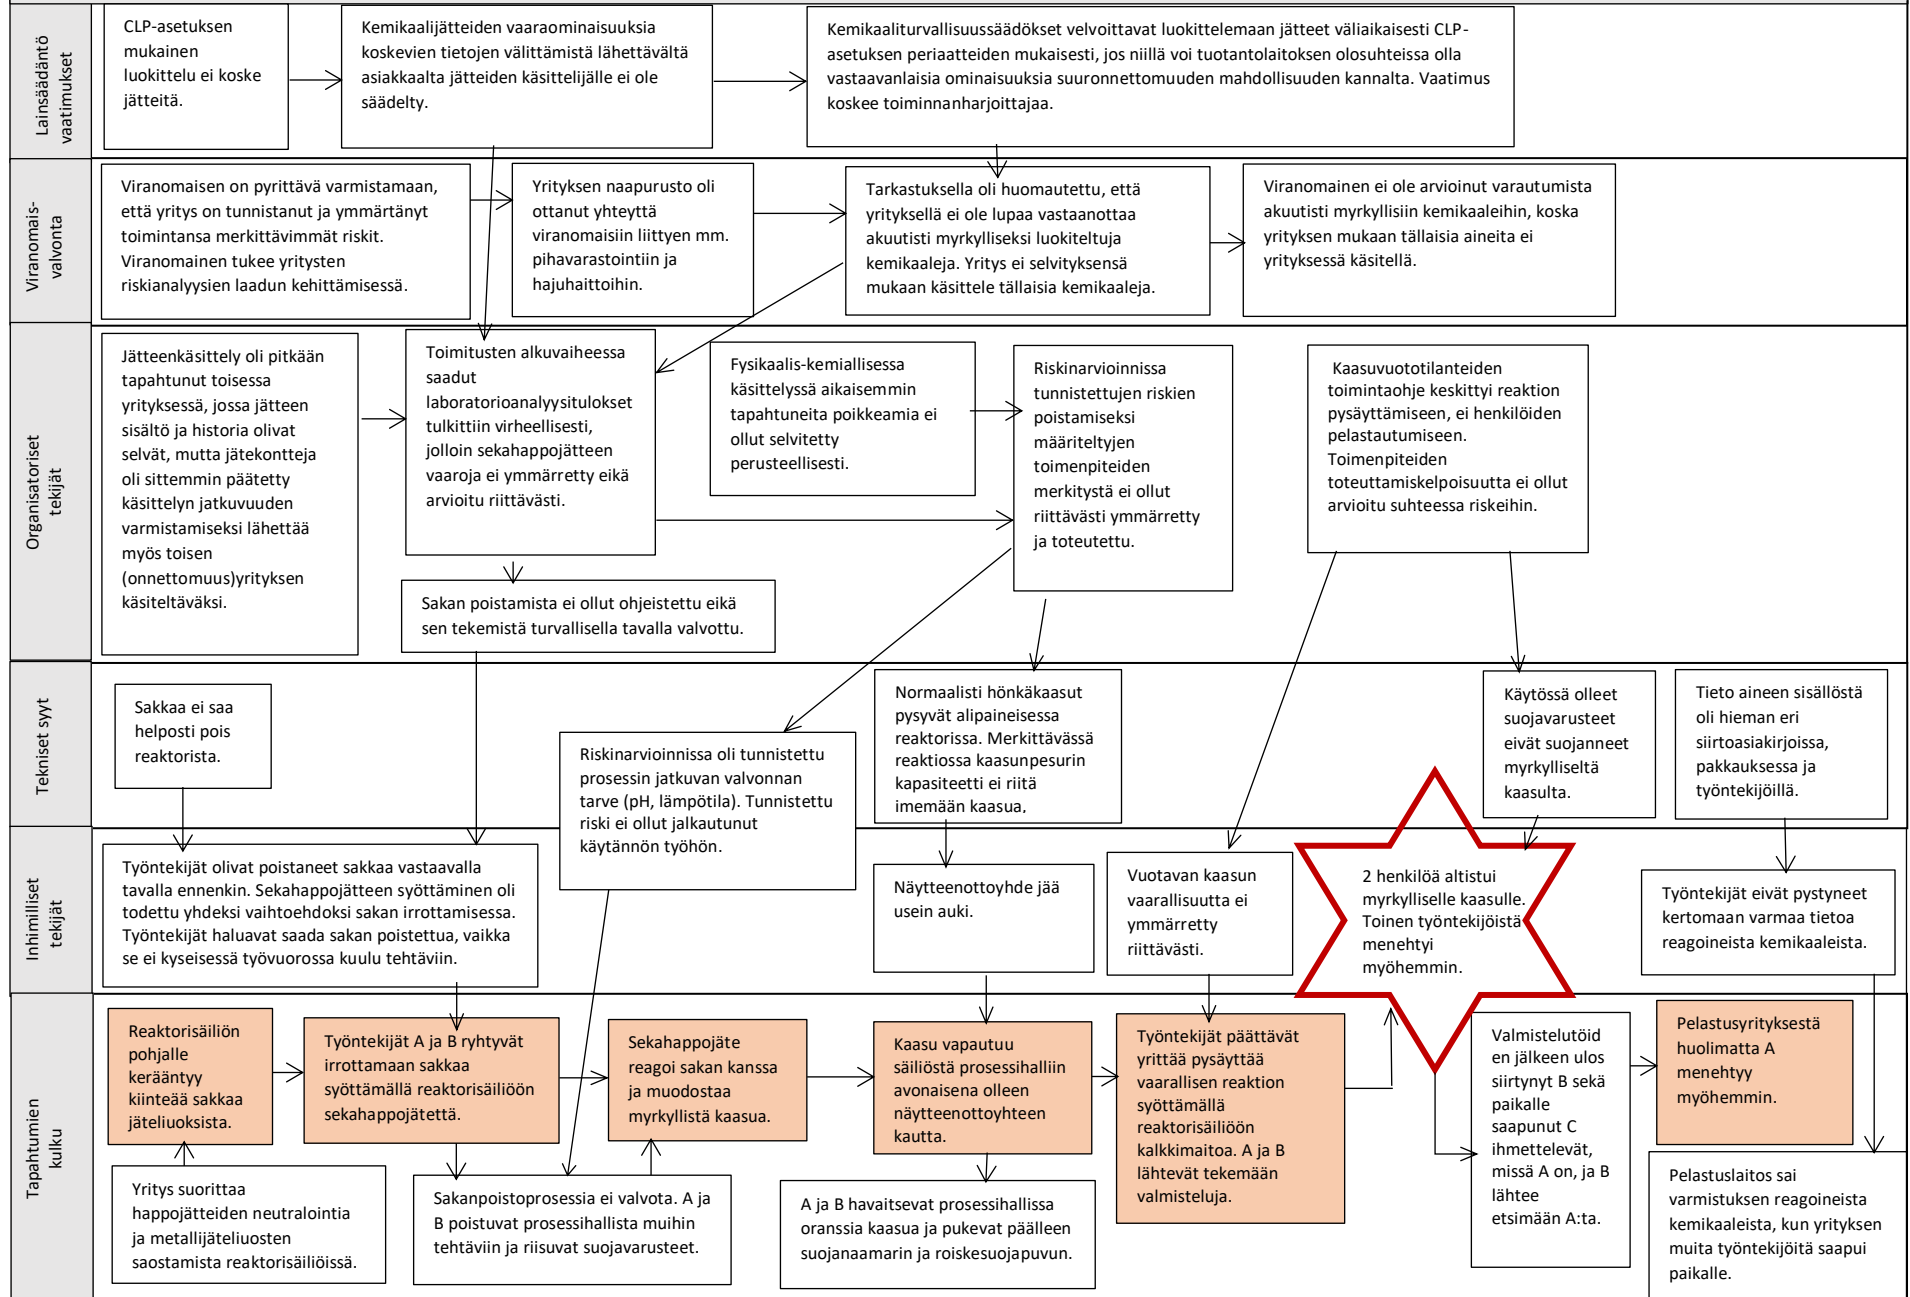 Lainsäädäntö
vaatimukset
CLP-asetuksen
mukainen
luokittelu ei koske
jätteitä.
Kemikaalijätteiden vaaraominaisuuksia
koskevien tietojen välittämistä lähettävältä
asiakkaalta jätteiden käsittelijälle ei ole
säädelty.
Kemikaaliturvallisuussäädökset velvoittavat luokittelemaan jätteet väliaikaisesti CLP-
asetuksen periaatteiden mukaisesti, jos niillä voi tuotantolaitoksen olosuhteissa olla
vastaavanlaisia ominaisuuksia suuronnettomuuden mahdollisuuden kannalta. Vaatimus
koskee toiminnanharjoittajaa.
Viranomais-
valvonta
Viranomaisen on pyrittävä varmistamaan,
että yritys on tunnistanut ja ymmärtänyt
toimintansa merkittävimmät riskit.
Viranomainen tukee yritysten
riskianalyysien laadun kehittämisessä.
Yrityksen naapurusto oli
ottanut yhteyttä
viranomaisiin liittyen mm.
pihavarastointiin ja
hajuhaittoihin.
Tarkastuksella oli huomautettu, että
yrityksellä ei ole lupaa vastaanottaa
akuutisti myrkylliseksi luokiteltuja
kemikaaleja. Yritys ei selvityksensä
mukaan käsittele tällaisia kemikaaleja.
Viranomainen ei ole arvioinut varautumista
akuutisti myrkyllisiin kemikaaleihin, koska
yrityksen mukaan tällaisia aineita ei
yrityksessä käsitellä.
Organisatoriset
tekijät
Jätteenkäsittely oli pitkään
tapahtunut toisessa
yrityksessä, jossa jätteen
sisältö ja historia olivat
selvät, mutta jätekontteja
oli sittemmin päätetty
käsittelyn jatkuvuuden
varmistamiseksi lähettää
myös toisen
(onnettomuus)yrityksen
käsiteltäväksi.
Toimitusten alkuvaiheessa
saadut
laboratorioanalyysitulokset
tulkittiin virheellisesti,
jolloin sekahappojätteen
vaaroja ei ymmärretty eikä
arvioitu riittävästi.
Fysikaalis-kemiallisessa
käsittelyssä aikaisemmin
tapahtuneita poikkeamia ei
ollut selvitetty
perusteellisesti.
Riskinarvioinnissa
tunnistettujen riskien
poistamiseksi
määriteltyjen
toimenpiteiden
merkitystä ei ollut
riittävästi ymmärretty
ja toteutettu.
Kaasuvuototilanteiden
toimintaohje keskittyi reaktion
pysäyttämiseen, ei henkilöiden
pelastautumiseen.
Toimenpiteiden
toteuttamiskelpoisuutta ei ollut
arvioitu suhteessa riskeihin.
Sakan poistamista ei ollut ohjeistettu eikä
sen tekemistä turvallisella tavalla valvottu.
Tekniset syyt
Sakkaa ei saa
helposti pois
reaktorista.
Riskinarvioinnissa oli tunnistettu
prosessin jatkuvan valvonnan
tarve (pH, lämpötila). Tunnistettu
riski ei ollut jalkautunut
käytännön työhön.
Normaalisti hönkäkaasut
pysyvät alipaineisessa
reaktorissa. Merkittävässä
reaktiossa kaasunpesurin
kapasiteetti ei riitä
imemään kaasua.
Käytössä olleet
suojavarusteet
eivät suojanneet
myrkylliseltä
kaasulta.
Tieto aineen sisällöstä
oli hieman eri
siirtoasiakirjoissa,
pakkauksessa ja
työntekijöillä.
Inhimilliset
tekijät
Työntekijät olivat poistaneet sakkaa vastaavalla
tavalla ennenkin. Sekahappojätteen syöttäminen oli
todettu yhdeksi vaihtoehdoksi sakan irrottamisessa.
Työntekijät haluavat saada sakan poistettua, vaikka
se ei kyseisessä työvuorossa kuulu tehtäviin.
Näytteenottoyhde jää
usein auki.
Vuotavan kaasun
vaarallisuutta ei
ymmärretty
riittävästi.
2 henkilöä altistui
myrkylliselle kaasulle.
Toinen työntekijöistä
menehtyi
myöhemmin.
Työntekijät eivät pystyneet
kertomaan varmaa tietoa
reagoineista kemikaaleista.
Tapahtumien
kulku
Reaktorisäiliön
pohjalle
kerääntyy
kiinteää sakkaa
jäteliuoksista.
Työntekijät A ja B ryhtyvät
irrottamaan sakkaa
syöttämällä reaktorisäiliöön
sekahappojätettä.
Sekahappojäte
reagoi sakan kanssa
ja muodostaa
myrkyllistä kaasua.
Kaasu vapautuu
säiliöstä prosessihalliin
avonaisena olleen
näytteenottoyhteen
kautta.
Työntekijät päättävät
yrittää pysäyttää
vaarallisen reaktion
syöttämällä
reaktorisäiliöön
kalkkimaitoa. A ja B
lähtevät tekemään
valmisteluja.
Valmistelutöid
en jälkeen ulos
siirtynyt B sekä
paikalle
saapunut C
ihmettelevät,
missä A on, ja B
lähtee
etsimään A:ta.
Pelastusyrityksestä
huolimatta A
menehtyy
myöhemmin.
Yritys suorittaa
happojätteiden neutralointia
ja metallijäteliuosten
saostamista reaktorisäiliöissä.
Sakanpoistoprosessia ei valvota. A ja
B poistuvat prosessihallista muihin
tehtäviin ja riisuvat suojavarusteet.
A ja B havaitsevat prosessihallissa
oranssia kaasua ja pukevat päälleen
suojanaamarin ja roiskesuojapuvun.
Pelastuslaitos sai
varmistuksen reagoineista
kemikaaleista, kun yrityksen
muita työntekijöitä saapui
paikalle.